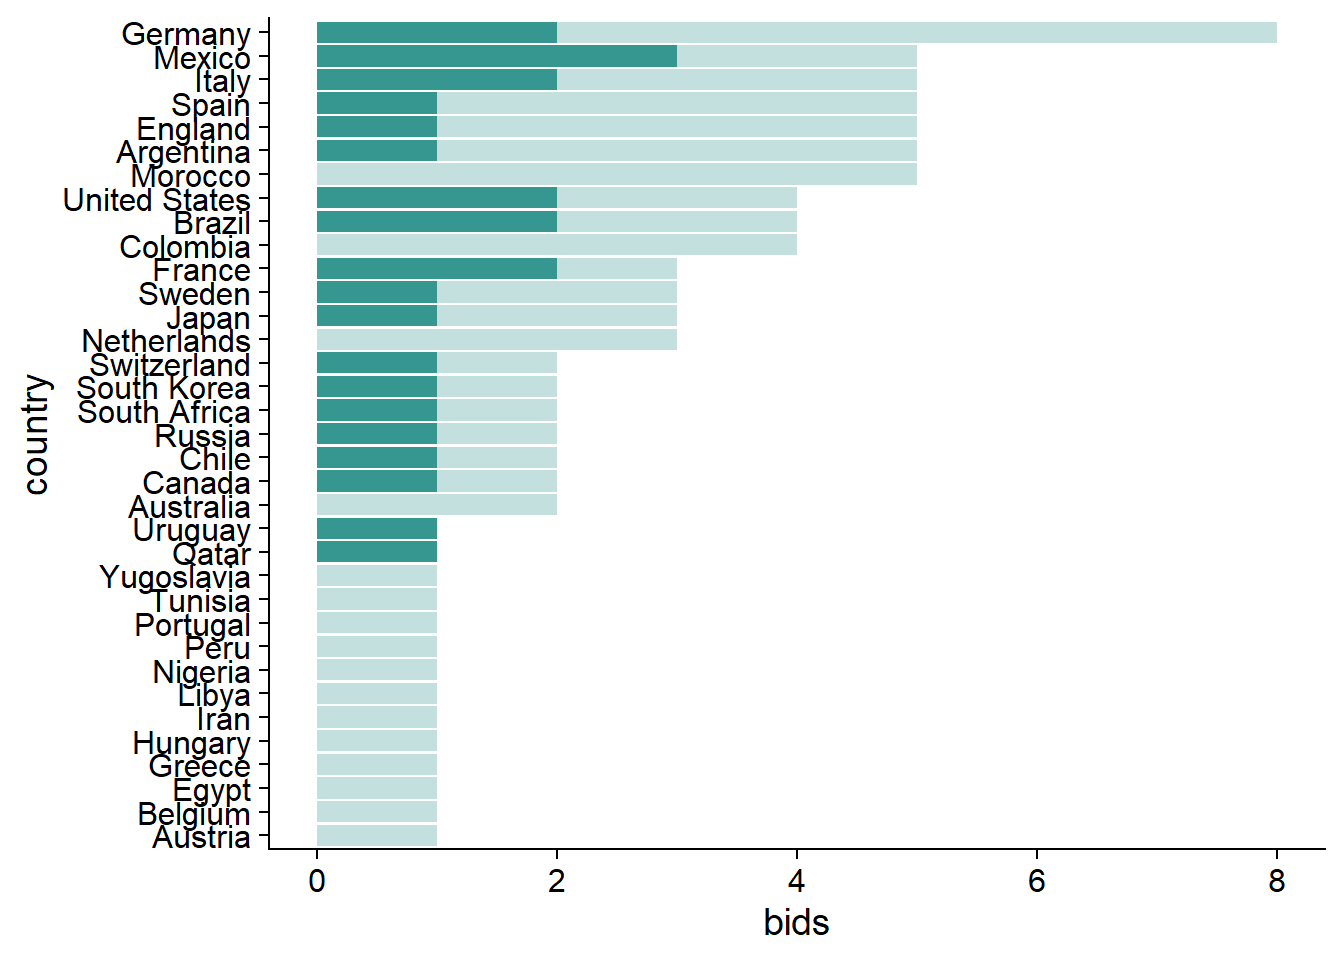 Germany
Mexico
Italy
Spain
England
Argentina
Morocco
United States
Brazil
Colombia
France
Sweden
Japan
Netherlands
Switzerland
South Korea
South Africa
Russia
Chile
Canada
Australia
Uruguay
Qatar
Yugoslavia
Tunisia
Portugal
Peru
Nigeria
Libya
Iran
Hungary
Greece
Egypt
Belgium
Austria
country
0 2 4 6 8
bids